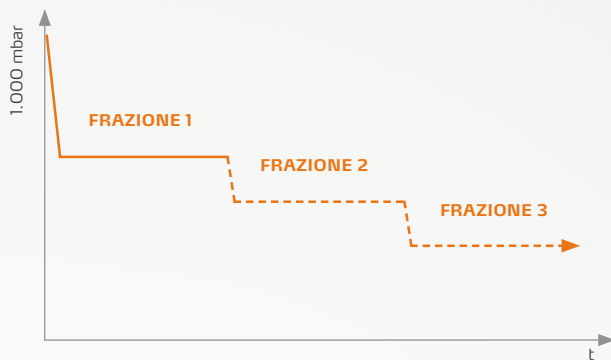 1.000 mbar
FRAZIONE 1
FRAZIONE 2
FRAZIONE 3
t